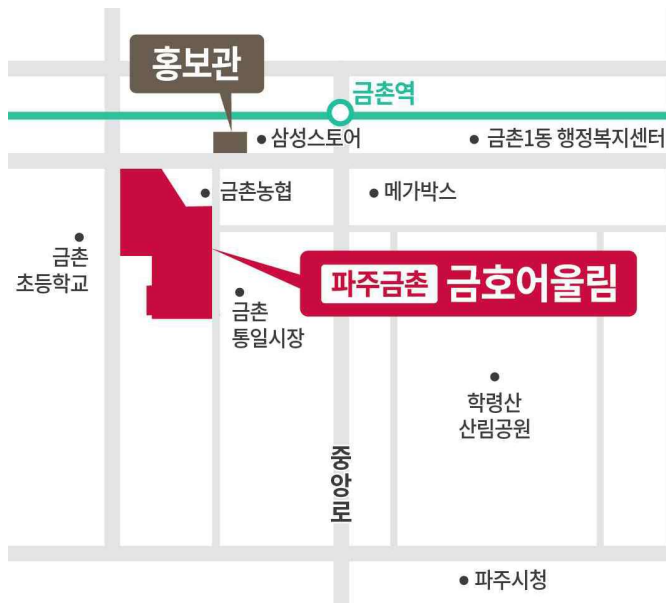 홍보관
금촌역
삼성스토어
금촌1동 행정복지센터
금촌농협
메가박스
금촌
초등학교
파주금촌 금호어울림
금촌
통일시장
학령산
산림공원
중앙로
파주시청